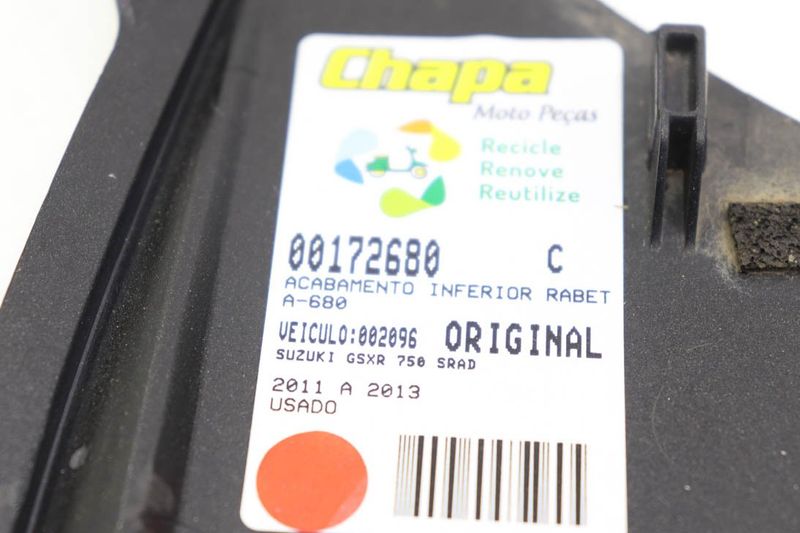 Chapa
Moto Peças
Recicle
Renove
Reutilize
00172680 C
ACABAMENTO INFERIOR RABET
A-680
VEICULO:002096 ORIGINAL
SUZUKI GSXR 750 SRAD
2011 A 2013
USADO